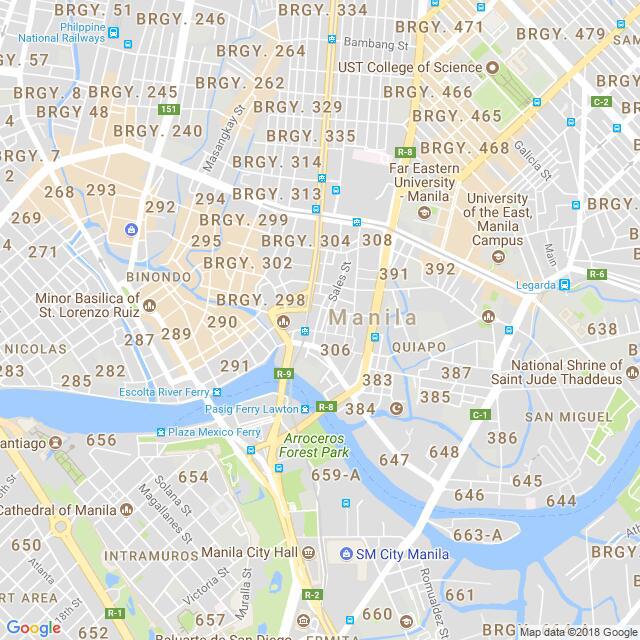 BRGY. 51
BRGY. 334
Philppine
National Railways
BRGY. 246
BRGY. 471
BRGY. 479
Bambang St
SAM
BRGY. 264
57
UST College of Science
BRGY. 262
BRGY. 466
BRGY. 8
BRGY. 245
BRGY. 48
151
BRGY. 329
C-2
BRGY. 465
4
BRGY. 240
Masangkay St
BRGY. 335
Galicia St
BRGY. 7
BRGY. 314
R-8
BRGY. 468
2
Far Eastern
University
- Manila
268
293
294
BRGY. 313
292
University
of the East,
Manila
Campus
269
BRGY. 299
4
295
BRGY. 304
308
Main
271
BRGY. 302
391
392
R-6
BINONDO
Sales St
Legarda
Minor Basilica of
St. Lorenzo Ruiz
BRGY. 298
287
290
Manila
638
289
NICOLAS
306
QUIAPO
National Shrine of
Saint Jude Thaddeus
283
291
387
285
R-9
383
282
Escolta River Ferry
385
Pasig Ferry Lawton
R-8
384
C-1
SAN MIGUEL
Plaza Mexico Ferry
Arroceros
Forest Park
386
Santiago
656
648
647
654
659-A
645
646
644
Solana St
Magallanes St
Cathedral of Manila
663-A
650
INTRAMUROS
Manila City Hall
SM City Manila
BRGY
Atlanta
Victoria St
Muralla St
Romualdez St
R-2
661
RT AREA
18th St
R-1
657
660
652
Baluarte de San Diego
ERMITA
Google
Map data ©2018 Google